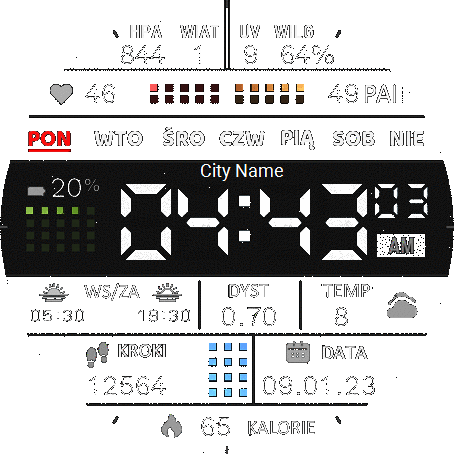 HPA WIAT UV WILG
844 1 9 64%
46 49 PAI
PON WTO ŚRO CZW PIĄ SOB NIE
City Name
20% 04:43 03
AM
WS/ZA DYST TEMP
05:30 18:30 0.70 8
KROKI DATA
12564 09.01.23
65 KALORIE